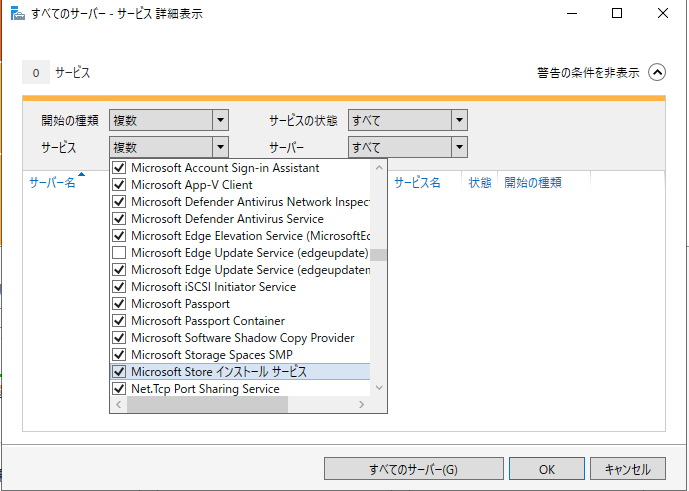 すべてのサーバー - サービス 詳細表示
0 サービス
警告の条件を非表示
開始の種類 複数 サービスの状態 すべて
サービス 複数 サーバー すべて
Microsoft Account Sign-in Assistant
Microsoft App-V Client
サーバー名 Microsoft Defender Antivirus Network Inspec サービス名 状態 開始の種類
Microsoft Defender Antivirus Service
Microsoft Edge Elevation Service (MicrosoftEd
Microsoft Edge Update Service (edgeupdate)
Microsoft Edge Update Service (edgeupdatem
Microsoft iSCSI Initiator Service
Microsoft Passport
Microsoft Passport Container
Microsoft Software Shadow Copy Provider
Microsoft Storage Spaces SMP
Microsoft Store インストール サービス
Net.Tcp Port Sharing Service
すべてのサーバー(G) OK キャンセル